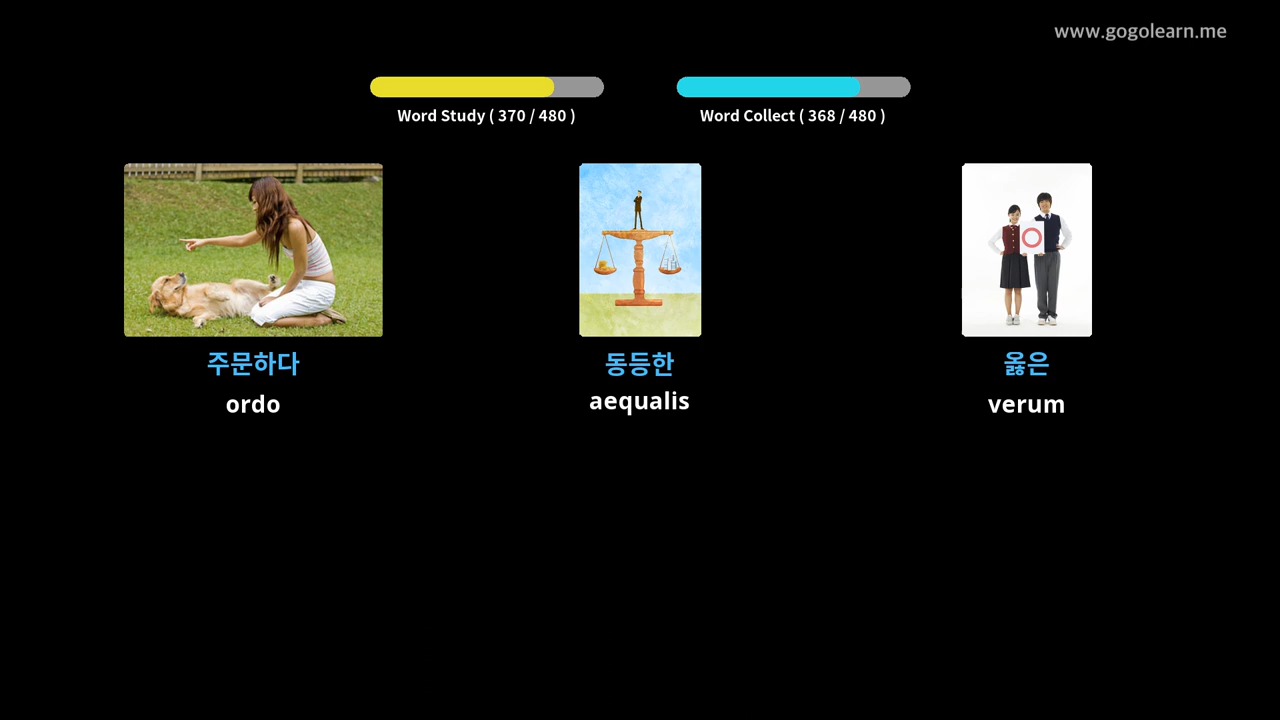 www.gogolearn.me
Word Study ( 370 / 480 )
Word Collect ( 368 / 480 )
주문하다
동등한
옳은
ordo
aequalis
verum